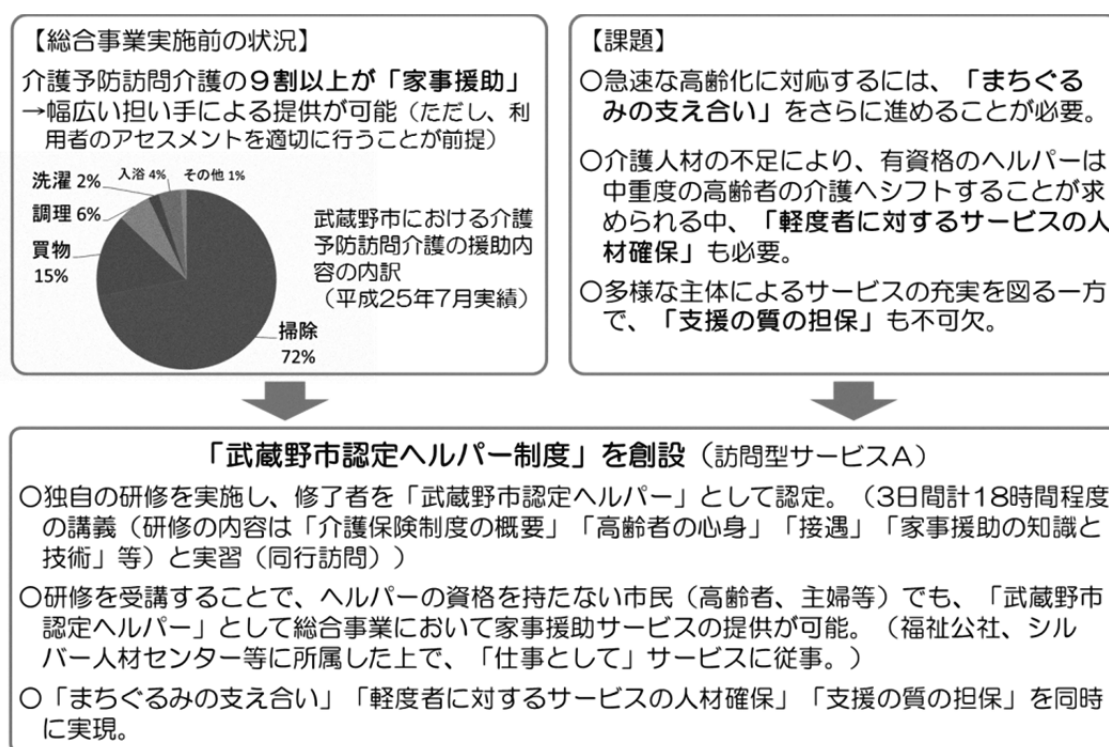 【総合事業実施前の状況】
介護予防訪問介護の９割以上が「家事援助」
→幅広い担い手による提供が可能（ただし、利
用者のアセスメントを適切に行うことが前提）
洗濯 2%
入浴 4%
その他 1%
調理 6%
買物
15%
掃除
72%
武蔵野市における介護
予防訪問介護の援助内
容の内訳
（平成25年7月実績）
【課題】
○急速な高齢化に対応するには、「まちぐる
みの支え合い」をさらに進めることが必要。
○介護人材の不足により、有資格のヘルパーは
中重度の高齢者の介護へシフトすることが求
められる中、「軽度者に対するサービスの人
材確保」も必要。
○多様な主体によるサービスの充実を図る一方
で、「支援の質の担保」も不可欠。
「武蔵野市認定ヘルパー制度」を創設（訪問型サービスＡ）
○独自の研修を実施し、修了者を「武蔵野市認定ヘルパー」として認定。（3日間計18時間程度
の講義（研修の内容は「介護保険制度の概要」「高齢者の心身」「接遇」「家事援助の知識と
技術」等）と実習（同行訪問））
○研修を受講することで、ヘルパーの資格を持たない市民（高齢者、主婦等）でも、「武蔵野市
認定ヘルパー」として総合事業において家事援助サービスの提供が可能。（福祉公社、シル
バー人材センター等に所属した上で、「仕事として」サービスに従事。）
○「まちぐるみの支え合い」「軽度者に対するサービスの人材確保」「支援の質の担保」を同時
に実現。